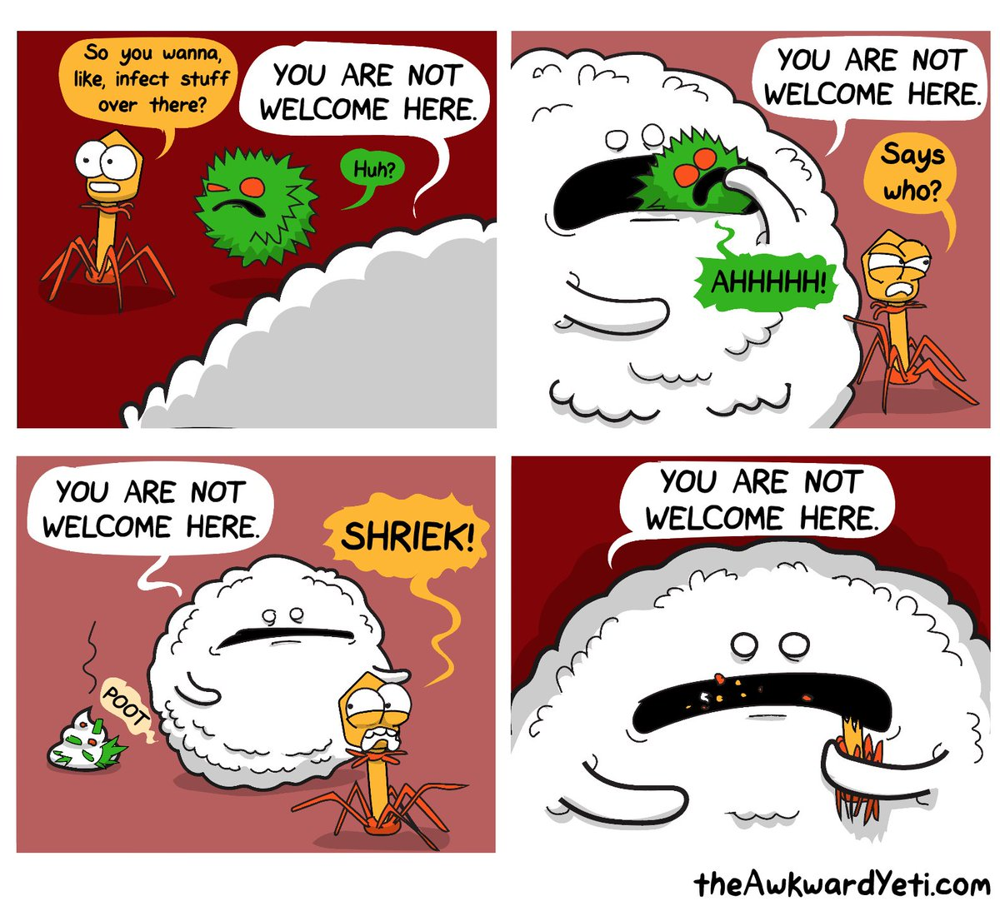 So you wanna,
like, infect stuff
over there?
YOU ARE NOT
WELCOME HERE.
Huh?
YOU ARE NOT
WELCOME HERE.
Says
who?
AHHHHH!
YOU ARE NOT
WELCOME HERE.
SHRIEK!
POOT
YOU ARE NOT
WELCOME HERE.
theAwkwardYeti.com